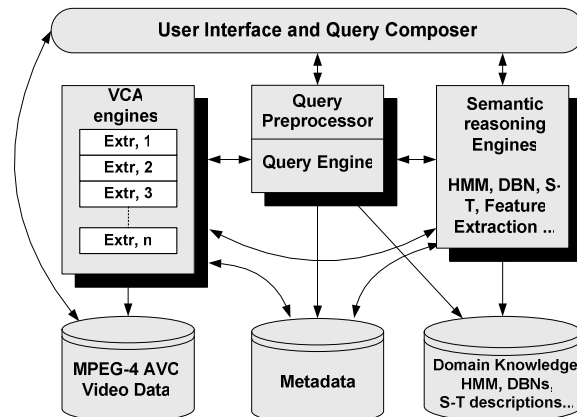 User Interface and Query Composer
VCA
engines
Extr, 1
Extr, 2
Extr, 3
Extr, n
Query
Preprocessor
Query Engine
Semantic
reasoning
Engines
HMM, DBN, S-
T, Feature
Extraction ...
MPEG-4 AVC
Video Data
Metadata
Domain Knowledge
HMM, DBNs,
S-T descriptions...